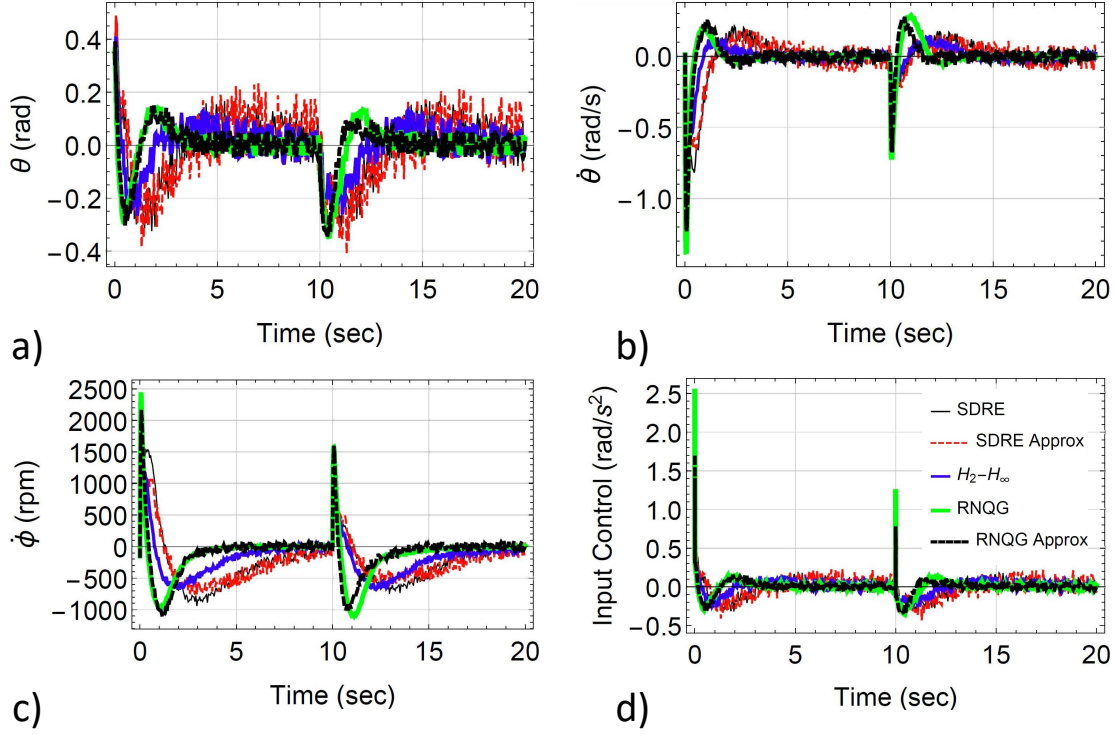 0.4
0.2
0.0
−0.2
−0.4
θ (rad)
0 5 10 15 20
Time (sec)
a)
0.0
−0.5
−1.0
θ̇ (rad/s)
0 5 10 15 20
Time (sec)
b)
2500
2000
1500
1000
500
0
−500
−1000
ϕ̇ (rpm)
0 5 10 15 20
Time (sec)
c)
2.5
2.0
1.5
1.0
0.5
0.0
−0.5
Input Control (rad/s²)
SDRE
SDRE Approx
H₂−H∞
RNQG
RNQG Approx
0 5 10 15 20
Time (sec)
d)